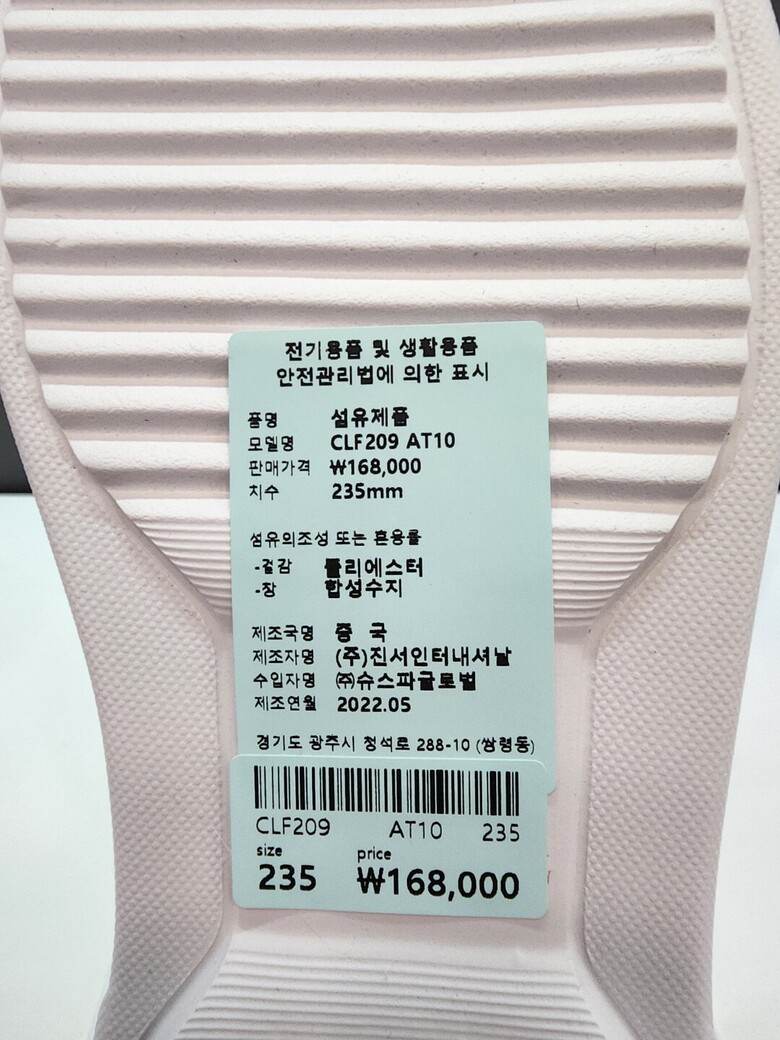 전기용품 및 생활용품
안전관리법에 의한 표시
품명 섬유제품
모델명 CLF209 AT10
판매가격 ₩168,000
치수 235mm
섬유의조성 또는 혼용률
-겉감 폴리에스터
-창 합성수지
제조국명 중 국
제조자명 (주)진서인터내셔날
수입자명 ㈜슈스파글로벌
제조연월 2022.05
경기도 광주시 청석로 288-10 (쌍령동)
CLF209 AT10 235
size price
235 ₩168,000